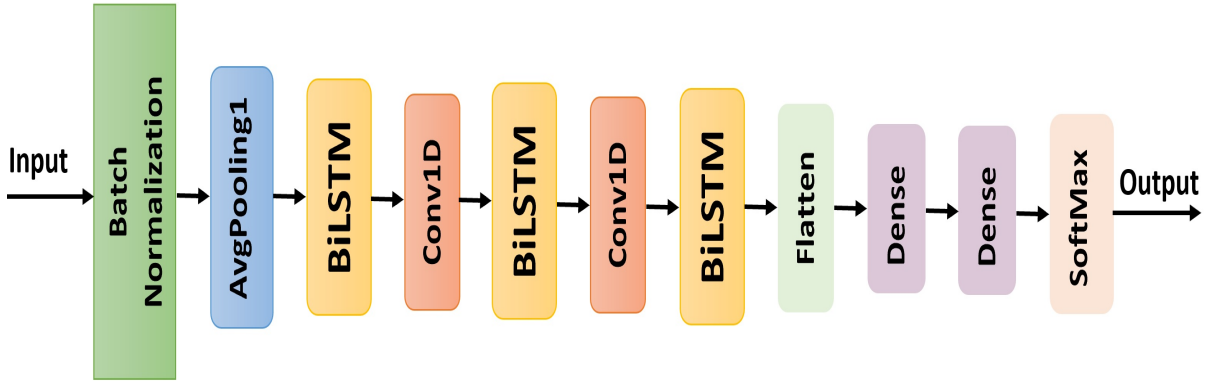 Input
Batch
Normalization
AvgPooling1
BiLSTM
Conv1D
BiLSTM
Conv1D
BiLSTM
Flatten
Dense
Dense
SoftMax
Output